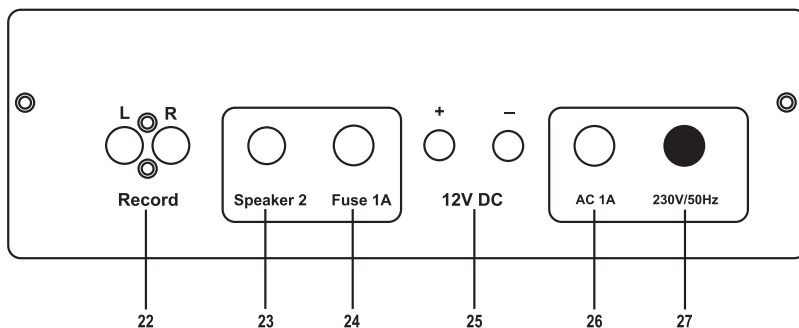 L R + –
Record Speaker 2 Fuse 1A 12V DC AC 1A 230V/50Hz
22 23 24 25 26 27